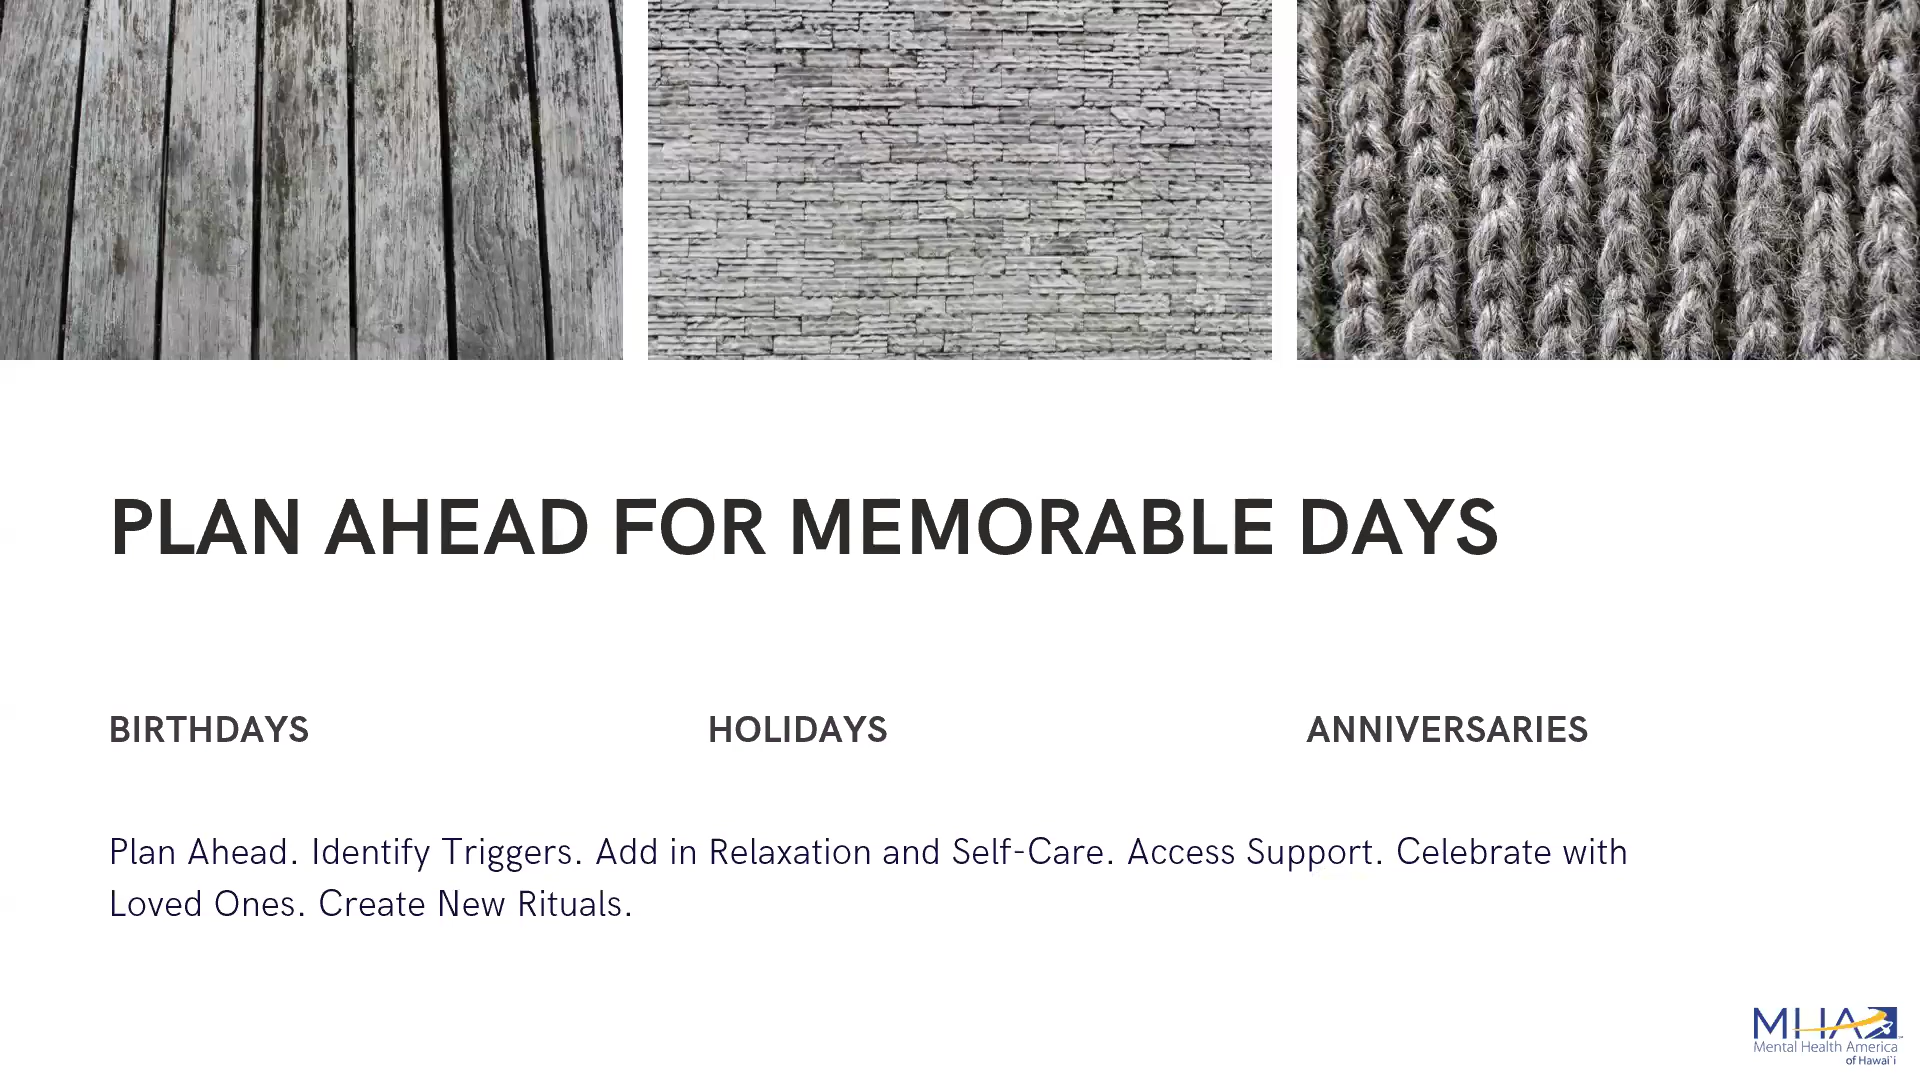 PLAN AHEAD FOR MEMORABLE DAYS
BIRTHDAYS
HOLIDAYS
ANNIVERSARIES
Plan Ahead. Identify Triggers. Add in Relaxation and Self-Care. Access Support. Celebrate with
Loved Ones. Create New Rituals.
MHA
Mental Health America
of Hawai`i